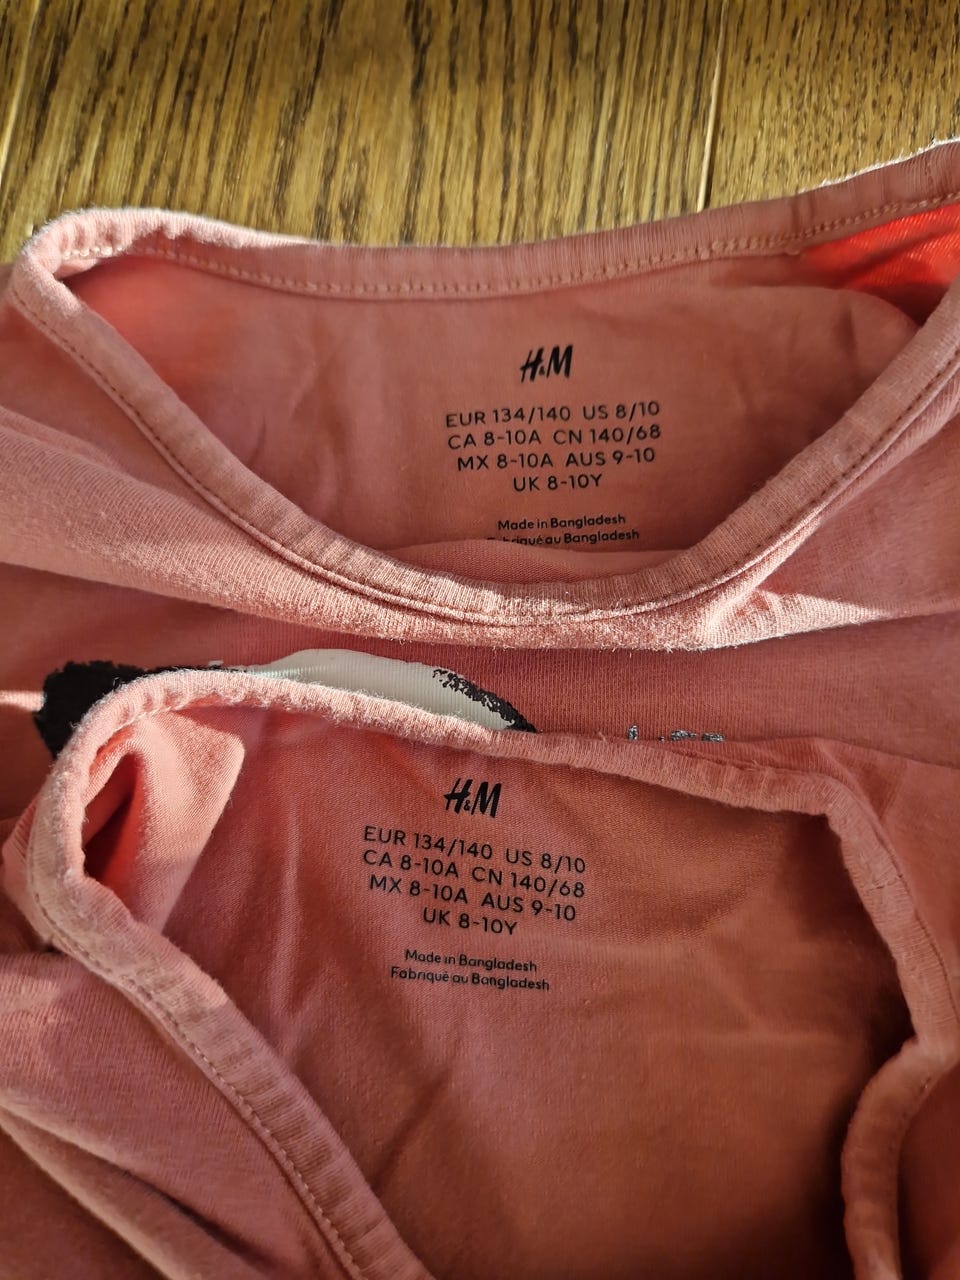 H&M
EUR 134/140 US 8/10
CA 8-10A CN 140/68
MX 8-10A AUS 9-10
UK 8-10Y
Made in Bangladesh
Fabriqué au Bangladesh
H&M
EUR 134/140 US 8/10
CA 8-10A CN 140/68
MX 8-10A AUS 9-10
UK 8-10Y
Made in Bangladesh
Fabriqué au Bangladesh